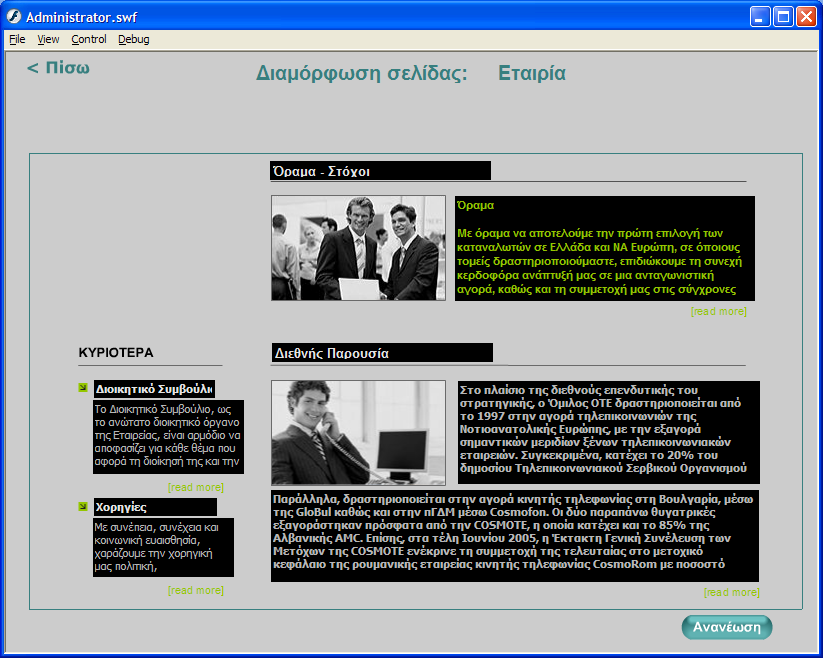 Administrator.swf
File View Control Debug
< Πίσω
Διαμόρφωση σελίδας: Εταιρία
Όραμα - Στόχοι
Όραμα
Με όραμα να αποτελούμε την πρώτη επιλογή των
καταναλωτών σε Ελλάδα και ΝΑ Ευρώπη, σε όποιους
τομείς δραστηριοποιούμαστε, επιδιώκουμε τη συνεχή
κερδοφόρα ανάπτυξή μας σε μια ανταγωνιστική
αγορά, καθώς και τη συμμετοχή μας στις σύγχρονες
[read more]
ΚΥΡΙΟΤΕΡΑ
Διοικητικό Συμβούλιο
Το Διοικητικό Συμβούλιο, ως
το ανώτατο διοικητικό όργανο
της Εταιρείας, είναι αρμόδιο να
αποφασίζει για κάθε θέμα που
αφορά τη διοίκησή της και την
[read more]
Χορηγίες
Με συνέπεια, συνέχεια και
κοινωνική ευαισθησία,
χαράζουμε την χορηγική
μας πολιτική,
[read more]
Διεθνής Παρουσία
Στο πλαίσιο της διεθνούς επενδυτικής του
στρατηγικής, ο Όμιλος ΟΤΕ δραστηριοποιείται από
το 1997 στην αγορά τηλεπικοινωνιών της
Νοτιοανατολικής Ευρώπης, με την εξαγορά
σημαντικών μεριδίων ξένων τηλεπικοινωνιακών
εταιρειών. Συγκεκριμένα, κατέχει το 20% του
δημοσίου Τηλεπικοινωνιακού Σερβικού Οργανισμού
Παράλληλα, δραστηριοποιείται στην αγορά κινητής τηλεφωνίας στη Βουλγαρία, μέσω
της GloBul καθώς και στην πΓΔΜ μέσω Cosmofon. Οι δύο παραπάνω θυγατρικές
εξαγοράστηκαν πρόσφατα από την COSMOTE, η οποία κατέχει και το 85% της
Αλβανικής AMC. Επίσης, στα τέλη Ιουνίου 2005, η Έκτακτη Γενική Συνέλευση των
Μετόχων της COSMOTE ενέκρινε τη συμμετοχή της τελευταίας στο μετοχικό
κεφάλαιο της ρουμανικής εταιρείας κινητής τηλεφωνίας CosmoRom με ποσοστό
[read more]
Ανανέωση